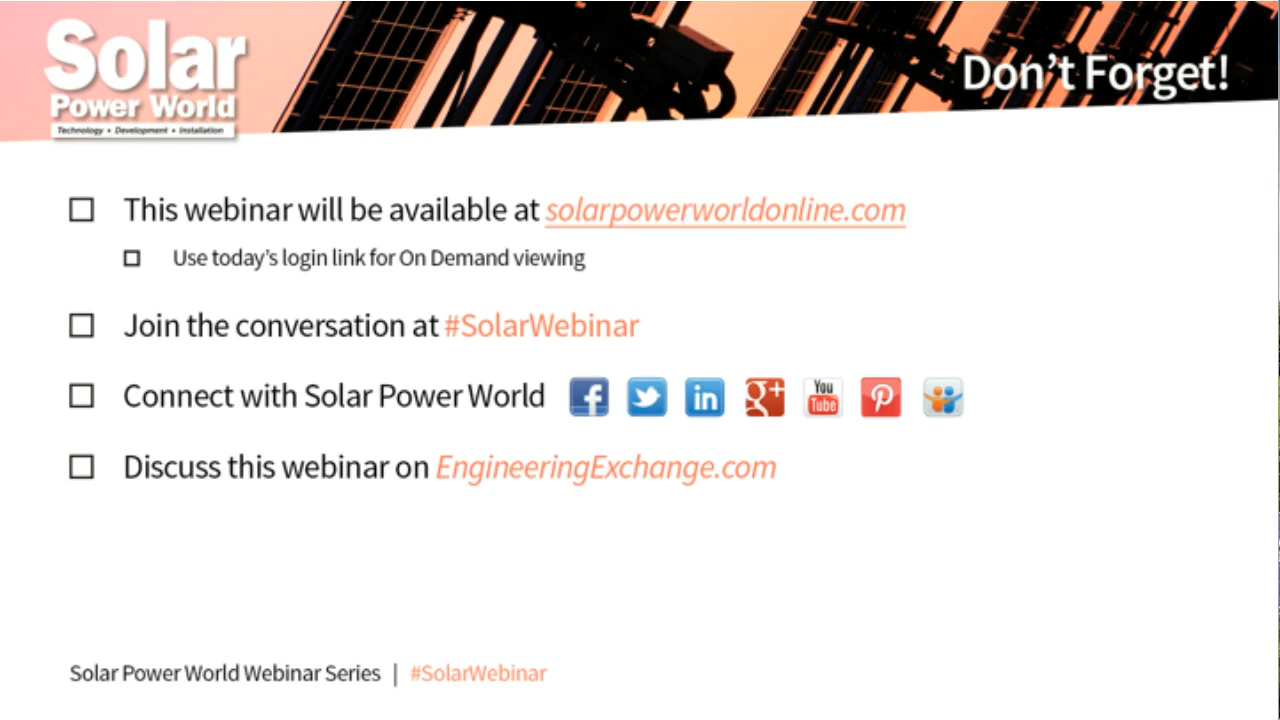 Solar
Power World
Technology • Development • Installation
Don't Forget!
This webinar will be available at solarpowerworldonline.com
Use today's login link for On Demand viewing
Join the conversation at #SolarWebinar
Connect with Solar Power World f in g+ You Tube
Discuss this webinar on EngineeringExchange.com
Solar Power World Webinar Series | #SolarWebinar